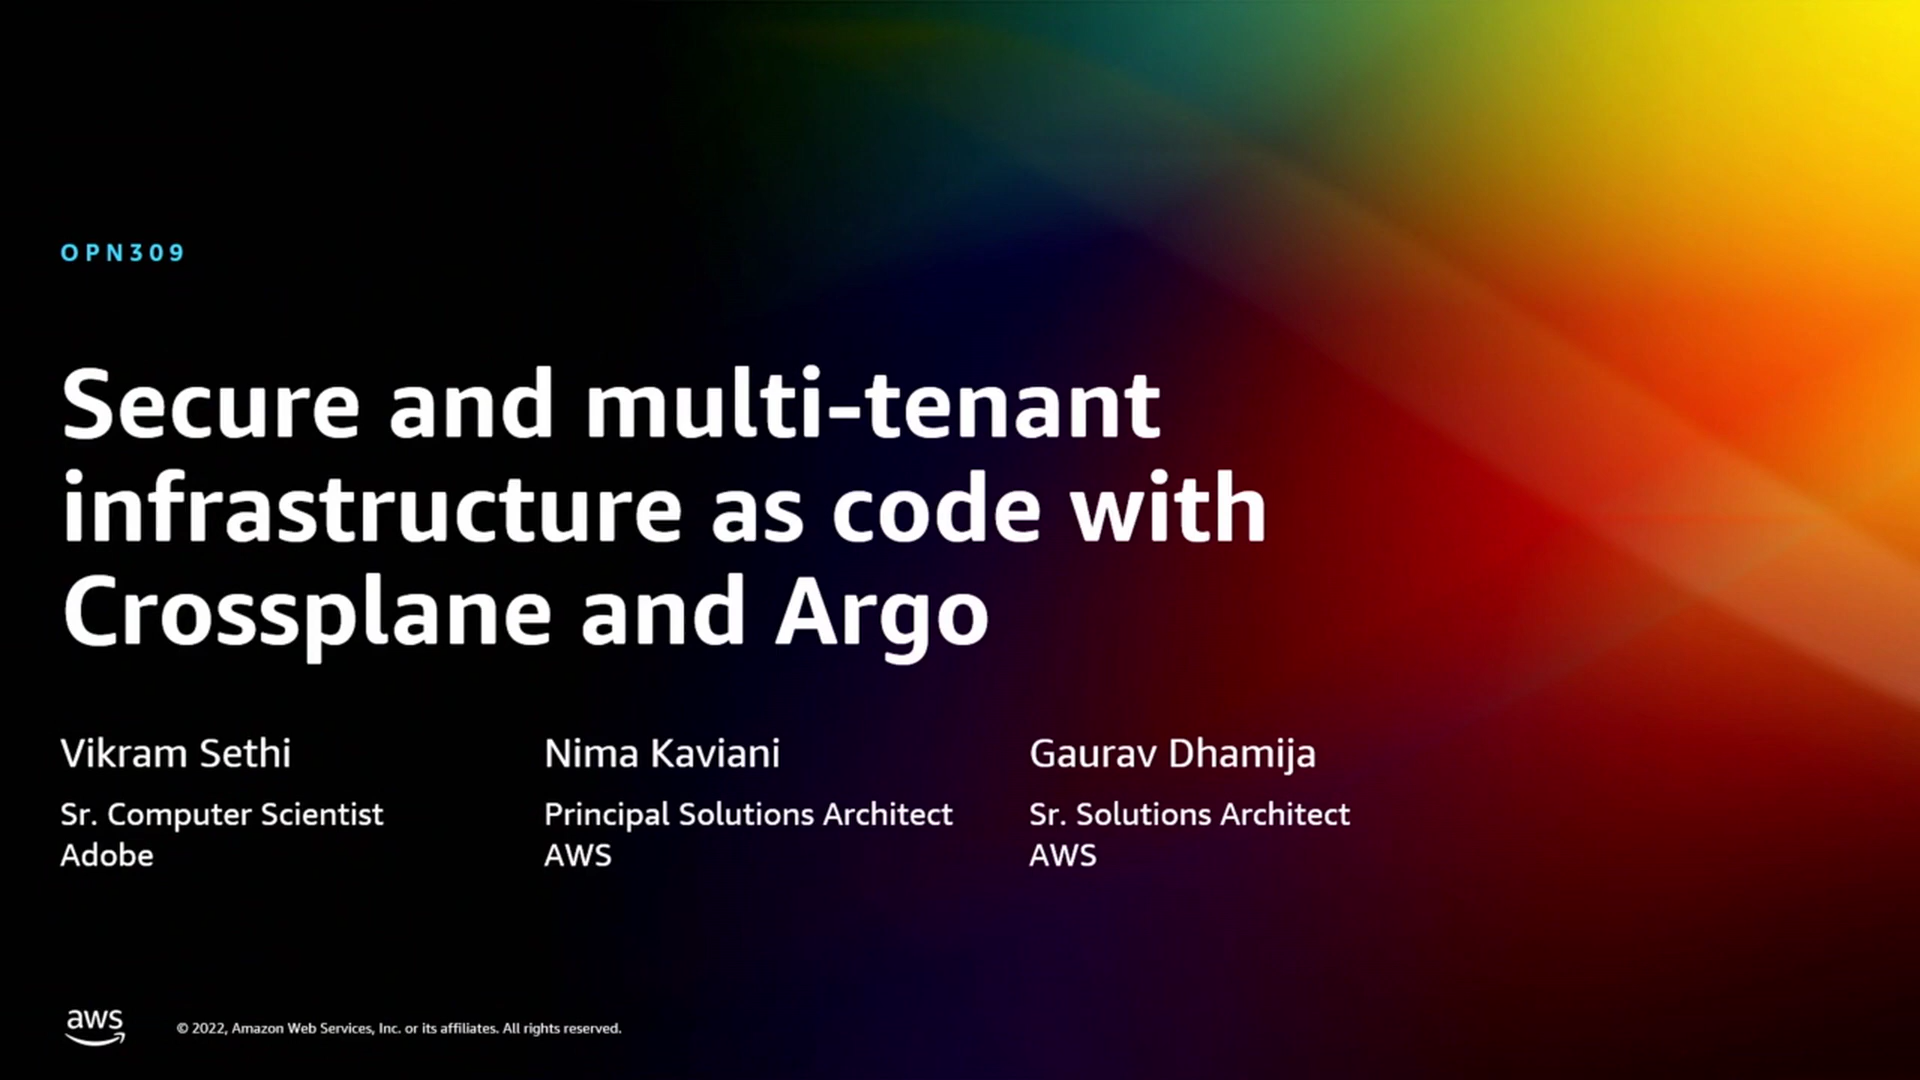 OPN309
Secure and multi-tenant
infrastructure as code with
Crossplane and Argo
Vikram Sethi
Sr. Computer Scientist
Adobe
Nima Kaviani
Principal Solutions Architect
AWS
Gaurav Dhamija
Sr. Solutions Architect
AWS
aws
© 2022, Amazon Web Services, Inc. or its affiliates. All rights reserved.